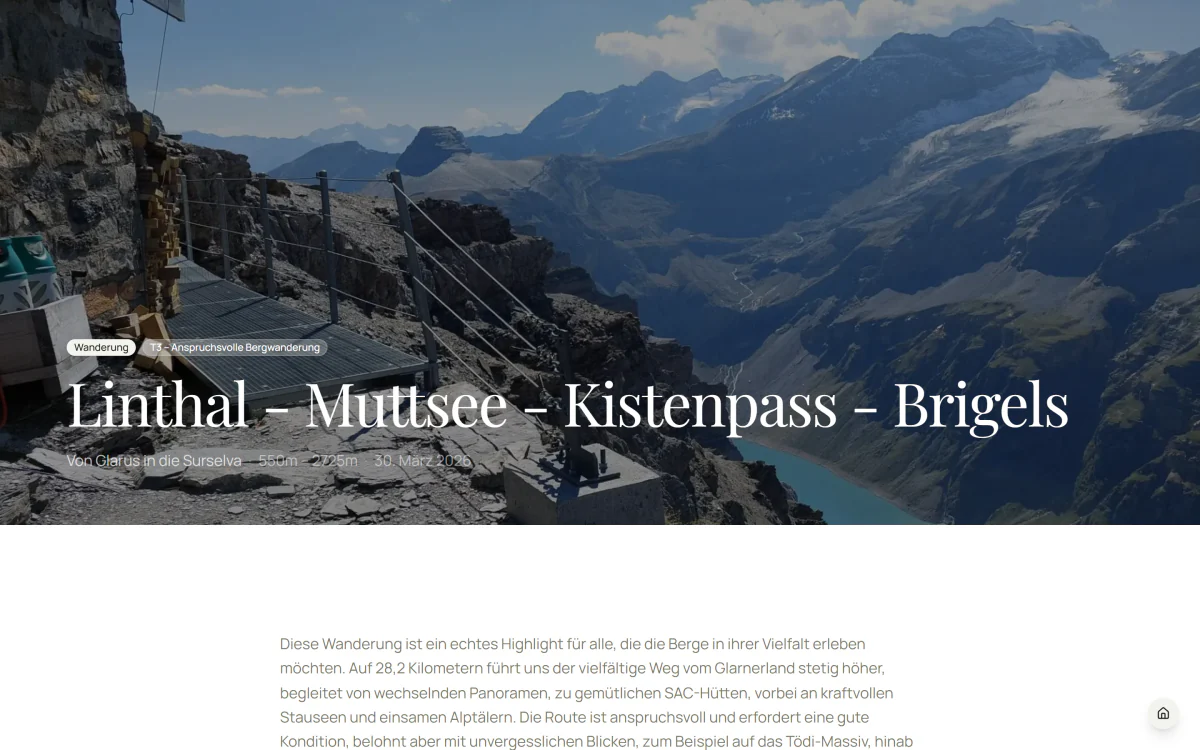 Wanderung
T3 – Anspruchsvolle Bergwanderung
Linthal – Muttsee – Kistenpass – Brigels
Von Glarus in die Surselva 550m – 2725m 30. März 2026
Diese Wanderung ist ein echtes Highlight für alle, die die Berge in ihrer Vielfalt erleben
möchten. Auf 28,2 Kilometern führt uns der vielfältige Weg vom Glarnerland stetig höher,
begleitet von wechselnden Panoramen, zu gemütlichen SAC-Hütten, vorbei an kraftvollen
Stauseen und einsamen Alptälern. Die Route ist anspruchsvoll und erfordert eine gute
Kondition, belohnt aber mit unvergesslichen Blicken, zum Beispiel auf das Tödi-Massiv, hinab